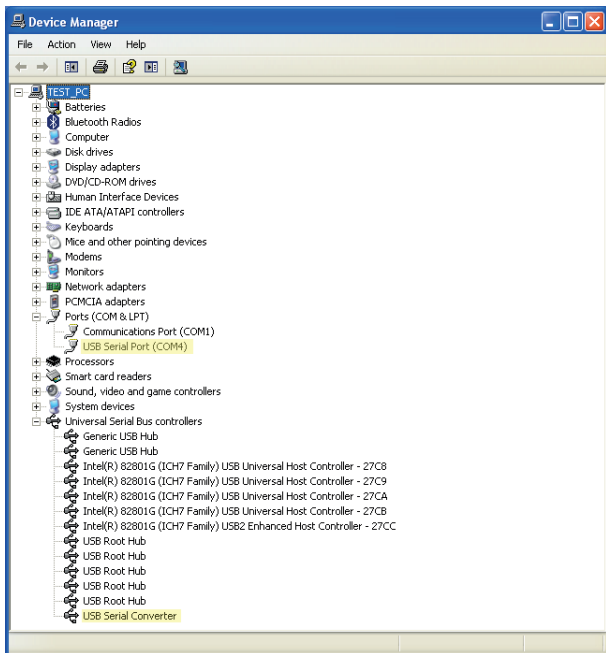 Device Manager
File Action View Help
TEST_PC
Batteries
Bluetooth Radios
Computer
Disk drives
Display adapters
DVD/CD-ROM drives
Human Interface Devices
IDE ATA/ATAPI controllers
Keyboards
Mice and other pointing devices
Modems
Monitors
Network adapters
PCMCIA adapters
Ports (COM & LPT)
Communications Port (COM1)
USB Serial Port (COM4)
Processors
Smart card readers
Sound, video and game controllers
System devices
Universal Serial Bus controllers
Generic USB Hub
Generic USB Hub
Intel(R) 82801G (ICH7 Family) USB Universal Host Controller - 27C8
Intel(R) 82801G (ICH7 Family) USB Universal Host Controller - 27C9
Intel(R) 82801G (ICH7 Family) USB Universal Host Controller - 27CA
Intel(R) 82801G (ICH7 Family) USB Universal Host Controller - 27CB
Intel(R) 82801G (ICH7 Family) USB2 Enhanced Host Controller - 27CC
USB Root Hub
USB Root Hub
USB Root Hub
USB Root Hub
USB Root Hub
USB Serial Converter